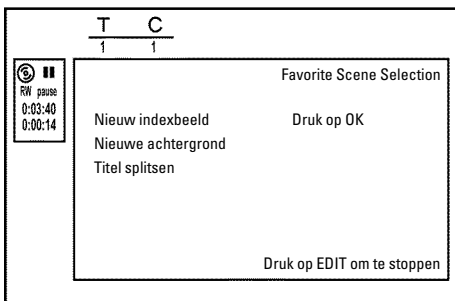 T C
1 1
RW pause
0:03:40
0:00:14
Favorite Scene Selection
Nieuw indexbeeld Druk op OK
Nieuwe achtergrond
Titel splitsen
Druk op EDIT om te stoppen